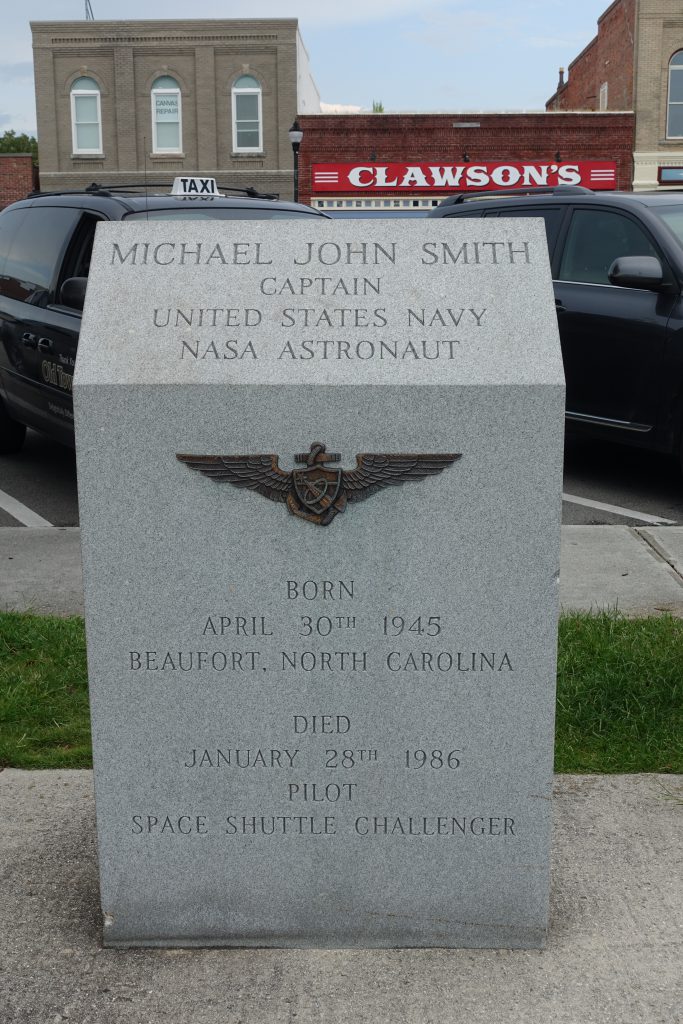 CANVAS
REPAIR
TAXI
CLAWSON'S
MICHAEL JOHN SMITH
CAPTAIN
UNITED STATES NAVY
NASA ASTRONAUT
BORN
APRIL 30TH 1945
BEAUFORT, NORTH CAROLINA
DIED
JANUARY 28TH 1986
PILOT
SPACE SHUTTLE CHALLENGER